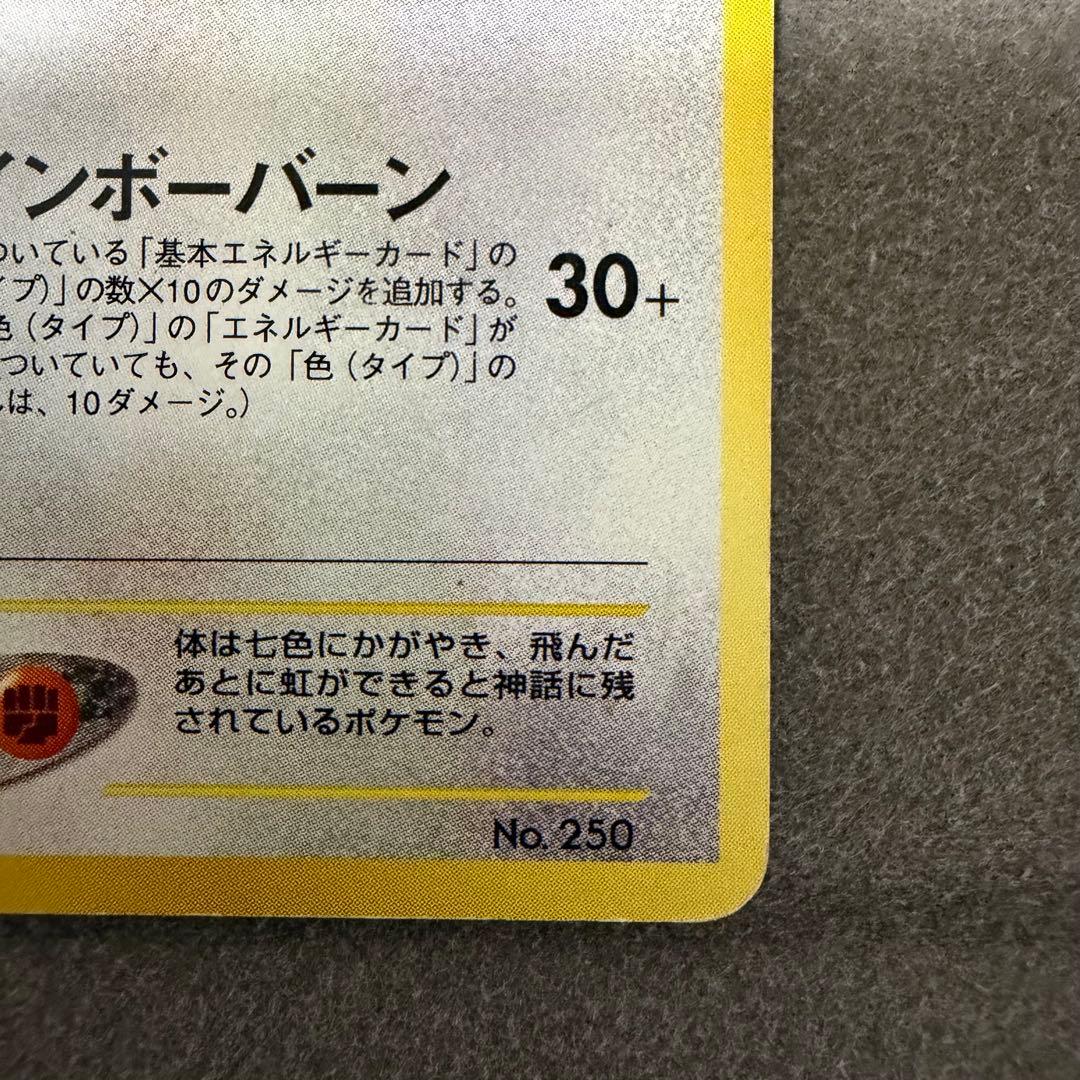 インボーバーン
ついている「基本エネルギーカード」の
イプ)」の数×10のダメージを追加する。
30+
色(タイプ)」の「エネルギーカード」が
ついていても、その「色(タイプ)」の
は、10ダメージ。)
体は七色にかがやき、飛んだ
あとに虹ができると神話に残
されているポケモン。
No. 250